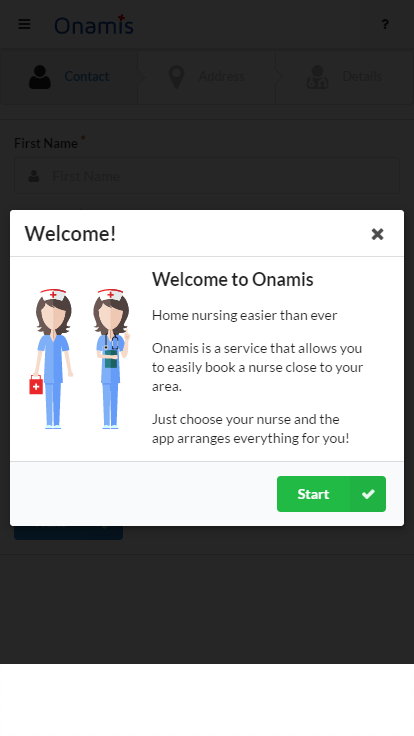 Onamis
?
Contact
Address
Details
First Name *
First Name
Welcome!
Welcome to Onamis
Home nursing easier than ever
Onamis is a service that allows you
to easily book a nurse close to your
area.
Just choose your nurse and the
app arranges everything for you!
Start